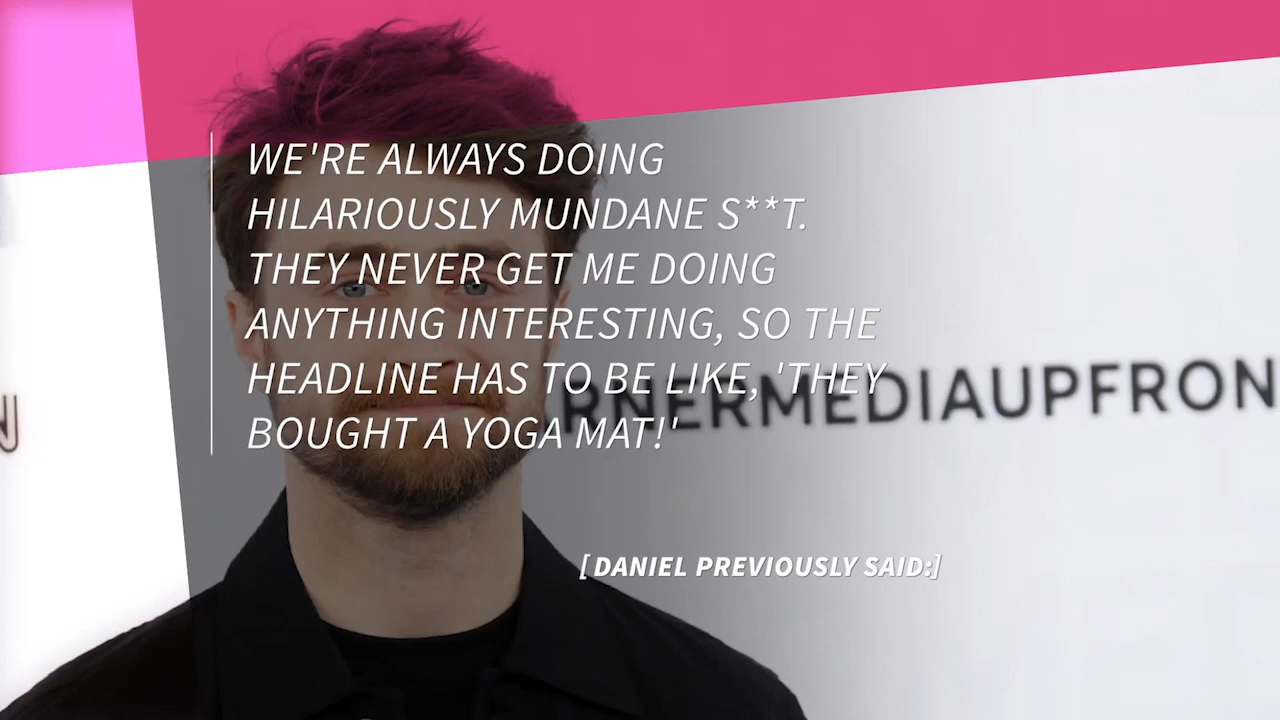 WE'RE ALWAYS DOING
HILARIOUSLY MUNDANE S**T.
THEY NEVER GET ME DOING
ANYTHING INTERESTING, SO THE
HEADLINE HAS TO BE LIKE, 'THEY
BOUGHT A YOGA MAT!'
RNERMEDIAUPFRON
[DANIEL PREVIOUSLY SAID:]